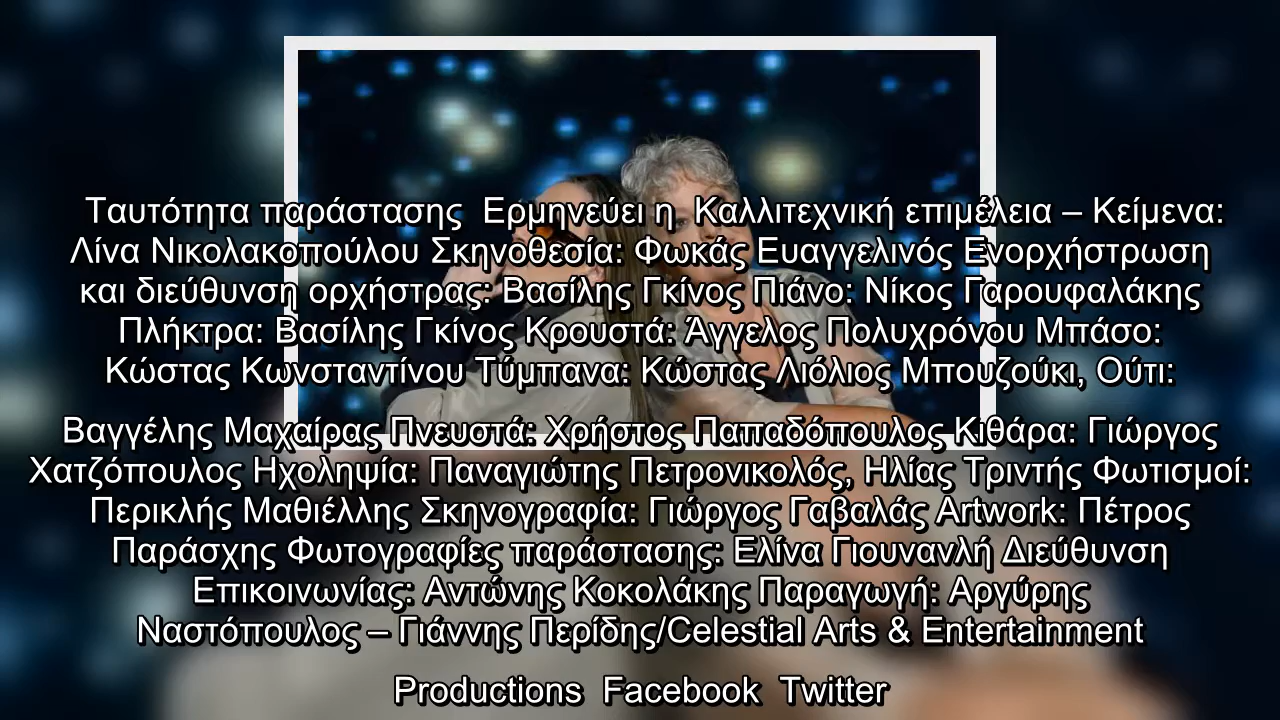 Ταυτότητα παράστασης Ερμηνεύει η Καλλιτεχνική επιμέλεια – Κείμενα:
Λίνα Νικολακοπούλου Σκηνοθεσία: Φωκάς Ευαγγελινός Ενορχήστρωση
και διεύθυνση ορχήστρας: Βασίλης Γκίνος Πιάνο: Νίκος Γαρουφαλάκης
Πλήκτρα: Βασίλης Γκίνος Κρουστά: Άγγελος Πολυχρόνου Μπάσο:
Κώστας Κωνσταντίνου Τύμπανα: Κώστας Λιόλιος Μπουζούκι, Ούτι:
Βαγγέλης Μαχαίρας Πνευστά: Χρήστος Παπαδόπουλος Κιθάρα: Γιώργος
Χατζόπουλος Ηχοληψία: Παναγιώτης Πετρονικολός, Ηλίας Τριντής Φωτισμοί:
Περικλής Μαθιέλλης Σκηνογραφία: Γιώργος Γαβαλάς Artwork: Πέτρος
Παράσχης Φωτογραφίες παράστασης: Ελίνα Γιουνανλή Διεύθυνση
Επικοινωνίας: Αντώνης Κοκολάκης Παραγωγή: Αργύρης
Ναστόπουλος – Γιάννης Περίδης/Celestial Arts & Entertainment
Productions Facebook Twitter